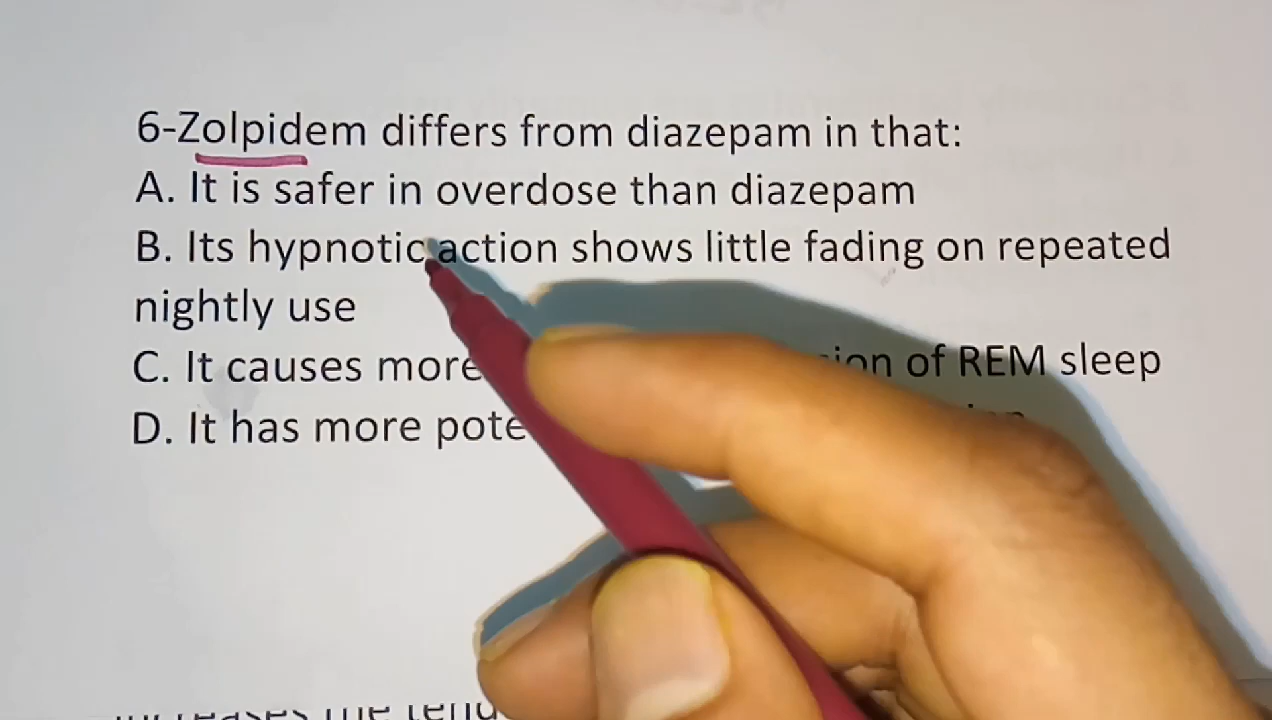 6-Zolpidem differs from diazepam in that:
A. It is safer in overdose than diazepam
B. Its hypnotic action shows little fading on repeated
nightly use
C. It causes more of REM sleep
D. It has more
the